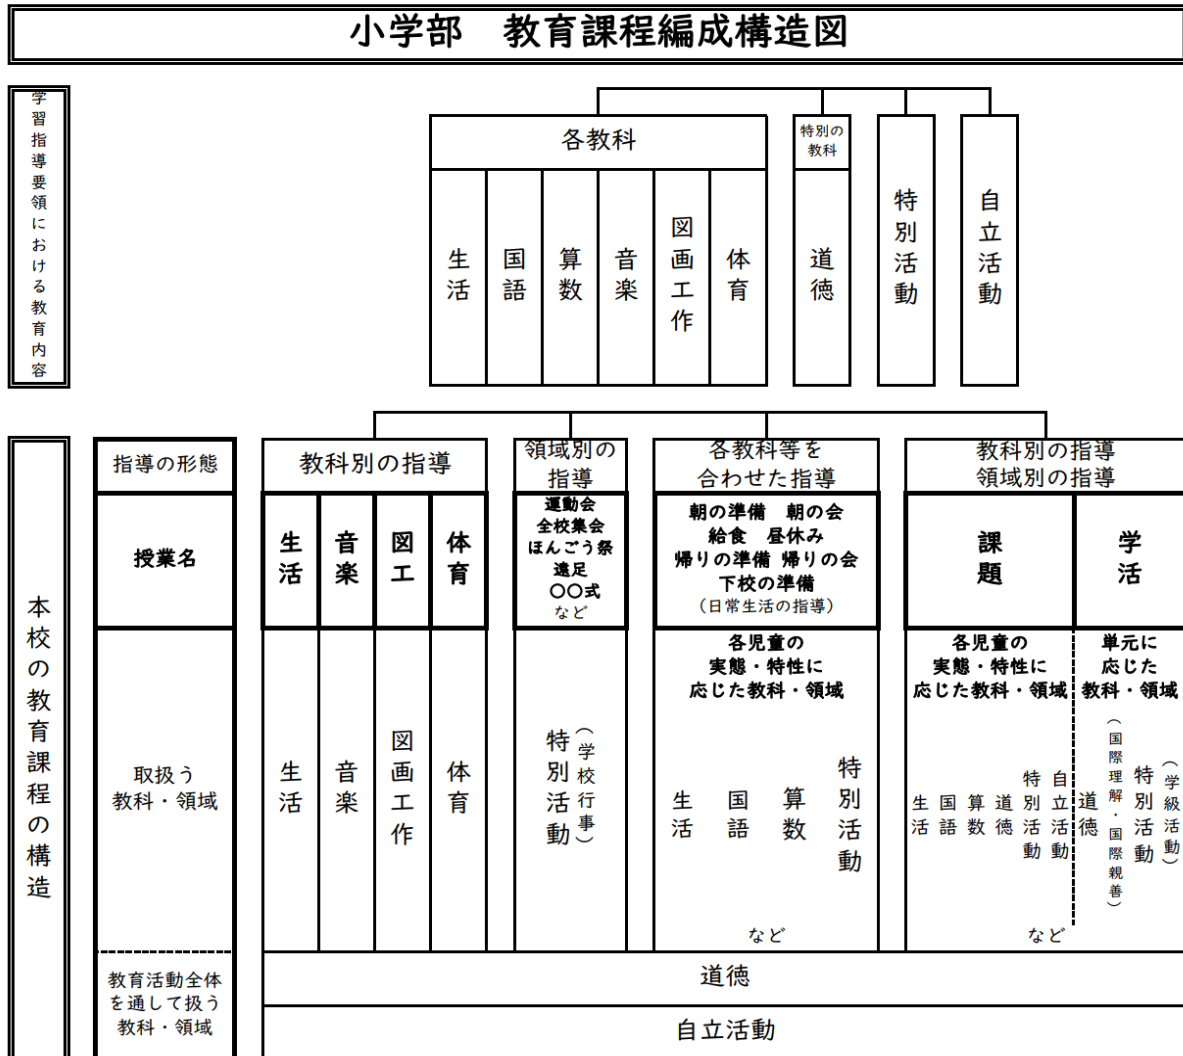 小学部　教育課程編成構造図
学習指導要領における教育内容
各教科
特別の
教科
生活
国語
算数
音楽
図画工作
体育
道徳
特別活動
自立活動
本校の教育課程の構造
指導の形態
教科別の指導
領域別の
指導
各教科等を
合わせた指導
教科別の指導
領域別の指導
授業名
生活
音楽
図工
体育
運動会
全校集会
ほんごう祭
遠足
〇〇式
など
朝の準備　朝の会
給食　昼休み
帰りの準備 帰りの会
下校の準備
（日常生活の指導）
課題
学活
取扱う
教科・領域
生活
音楽
図画工作
体育
特別活動
（学校行事）
各児童の
実態・特性に
応じた教科・領域
生活
国語
算数
特別活動
など
各児童の
実態・特性に
応じた教科・領域
生活
国語
算数
道徳
特別活動
自立活動
単元に
応じた
教科・領域
道徳
（国際理解・国際親善）
特別活動
（学級活動）
など
教育活動全体
を通して扱う
教科・領域
道徳
自立活動